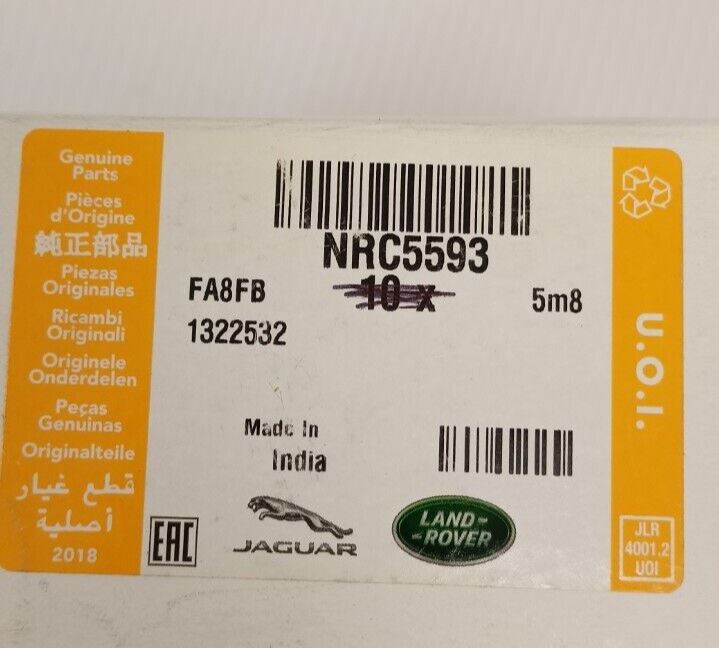 Genuine
Parts
Pièces
d'Origine
純正部品
Piezas
Originales
Ricambi
Originali
Originele
Onderdelen
Peças
Genuinas
Originalteile
قطع غيار
أصلية
2018
NRC5593
FA8FB
10 x
5m8
1322532
Made In
India
EAC
JAGUAR
LAND-
-ROVER
U.O.I.
JLR
4001.2
UOI